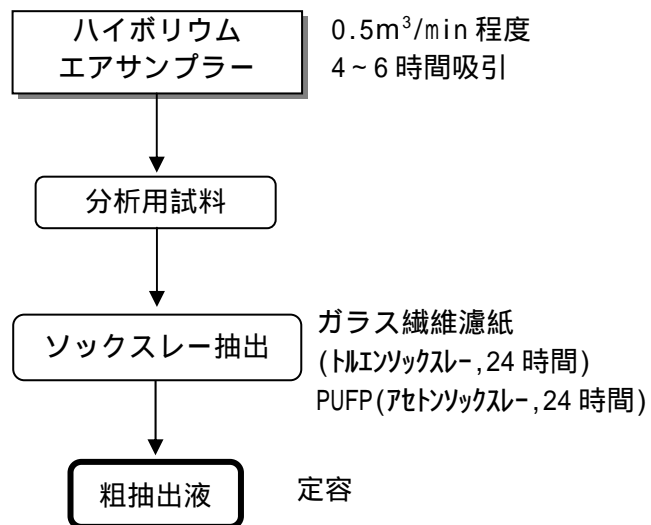 ハイボリウム
エアサンプラー
0.5m³/min 程度
4~6 時間吸引
分析用試料
ソックスレー抽出
ガラス繊維濾紙
(ﾄﾙｴﾝｿｯｸｽﾚｰ,24 時間)
PUFP(ｱｾﾄﾝｿｯｸｽﾚｰ,24 時間)
粗抽出液
定容